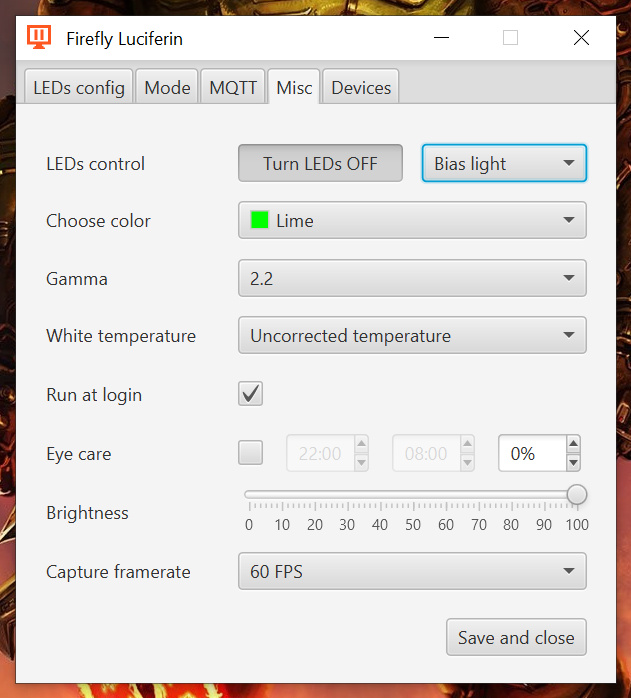 Firefly Luciferin
LEDs config Mode MQTT Misc Devices
LEDs control Turn LEDs OFF Bias light
Choose color Lime
Gamma 2.2
White temperature Uncorrected temperature
Run at login
Eye care 22:00 08:00 0%
Brightness
0 10 20 30 40 50 60 70 80 90 100
Capture framerate 60 FPS
Save and close